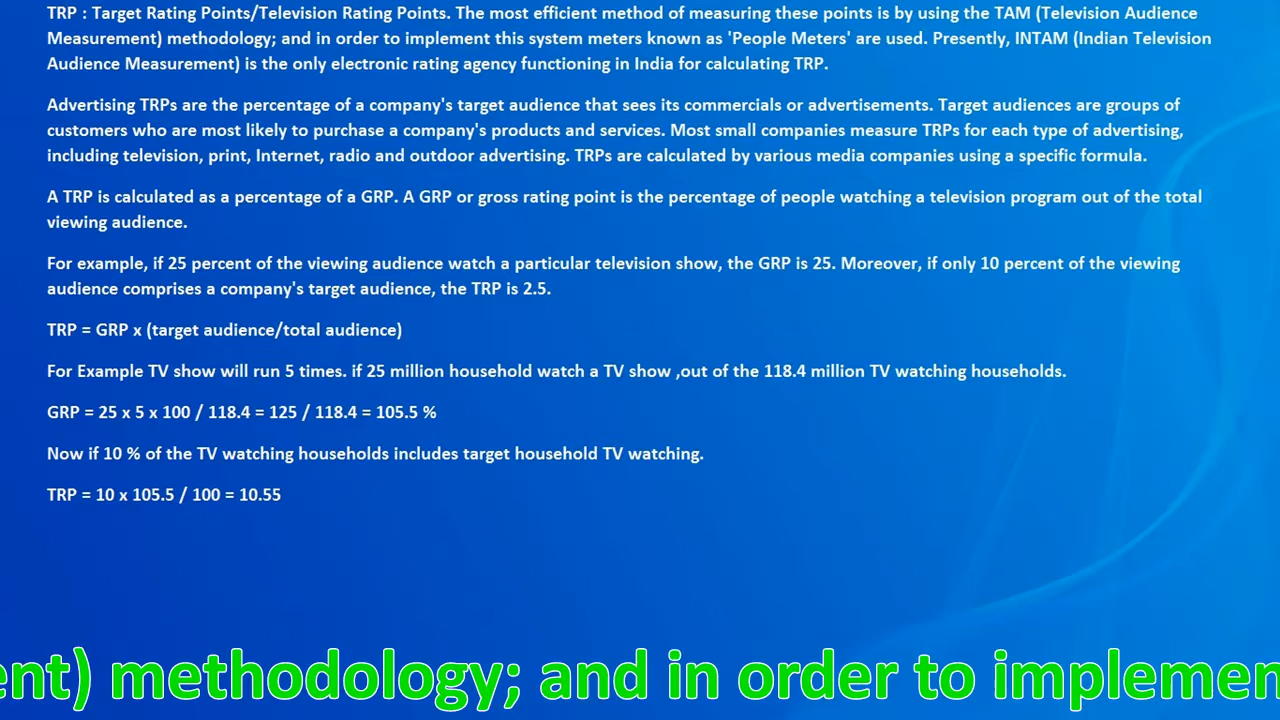 TRP : Target Rating Points/Television Rating Points. The most efficient method of measuring these points is by using the TAM (Television Audience
Measurement) methodology; and in order to implement this system meters known as 'People Meters' are used. Presently, INTAM (Indian Television
Audience Measurement) is the only electronic rating agency functioning in India for calculating TRP.
Advertising TRPs are the percentage of a company's target audience that sees its commercials or advertisements. Target audiences are groups of
customers who are most likely to purchase a company's products and services. Most small companies measure TRPs for each type of advertising,
including television, print, Internet, radio and outdoor advertising. TRPs are calculated by various media companies using a specific formula.
A TRP is calculated as a percentage of a GRP. A GRP or gross rating point is the percentage of people watching a television program out of the total
viewing audience.
For example, if 25 percent of the viewing audience watch a particular television show, the GRP is 25. Moreover, if only 10 percent of the viewing
audience comprises a company's target audience, the TRP is 2.5.
TRP = GRP x (target audience/total audience)
For Example TV show will run 5 times. if 25 million household watch a TV show ,out of the 118.4 million TV watching households.
GRP = 25 x 5 x 100 / 118.4 = 125 / 118.4 = 105.5 %
Now if 10 % of the TV watching households includes target household TV watching.
TRP = 10 x 105.5 / 100 = 10.55
ent) methodology; and in order to implemen